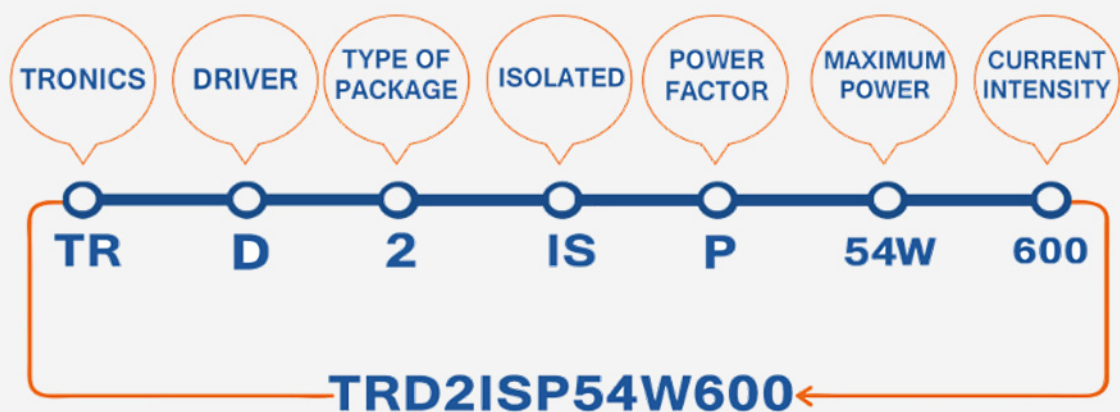 TRONICS
DRIVER
TYPE OF
PACKAGE
ISOLATED
POWER
FACTOR
MAXIMUM
POWER
CURRENT
INTENSITY
TR
D
2
IS
P
54W
600
TRD2ISP54W600